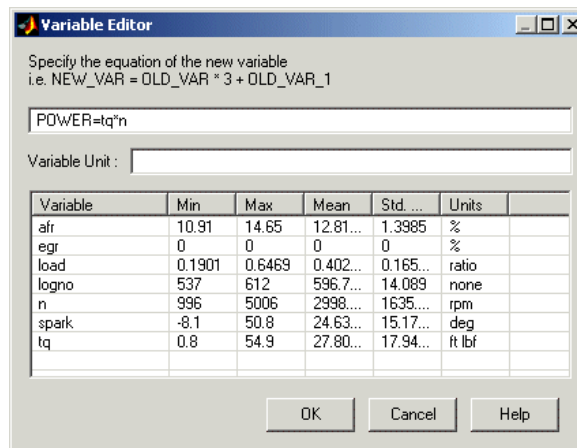 Variable Editor
Specify the equation of the new variable
i.e. NEW_VAR = OLD_VAR * 3 + OLD_VAR_1
POWER=tq*n
Variable Unit :
Variable Min Max Mean Std. ... Units
afr 10.91 14.65 12.81... 1.3985 %
egr 0 0 0 0 %
load 0.1901 0.6469 0.402... 0.165... ratio
logno 537 612 596.7... 14.089 none
n 996 5006 2998.... 1635.... rpm
spark -8.1 50.8 24.63... 15.17... deg
tq 0.8 54.9 27.80... 17.94... ft lbf
OK Cancel Help